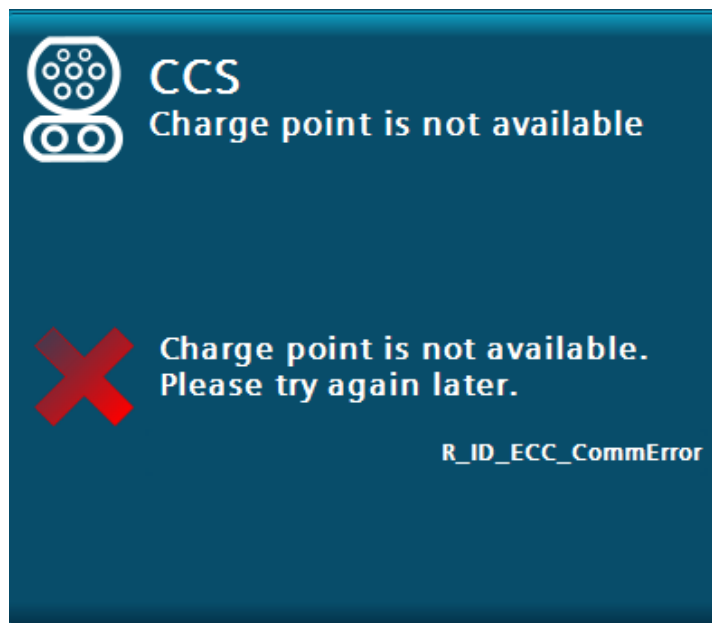 CCS
Charge point is not available
Charge point is not available.
Please try again later.
R_ID_ECC_CommError